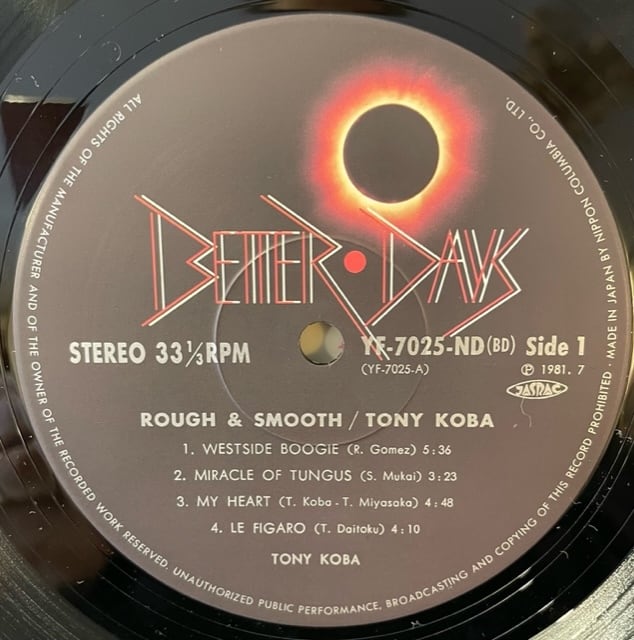 BETTER • DAYS
STEREO 33 1/3 RPM
YF-7025-ND(BD) Side 1
(YF-7025-A)
Ⓟ 1981. 7
JASRAC
ROUGH & SMOOTH / TONY KOBA
1. WESTSIDE BOOGIE (R. Gomez) 5:36
2. MIRACLE OF TUNGUS (S. Mukai) 3:23
3. MY HEART (T. Koba - T. Miyasaka) 4:48
4. LE FIGARO (T. Daitoku) 4:10
TONY KOBA
ALL RIGHTS OF THE MANUFACTURER AND OF THE OWNER OF THE RECORDED WORK RESERVED. UNAUTHORIZED PUBLIC PERFORMANCE, BROADCASTING AND COPYING OF THIS RECORD PROHIBITED · MADE IN JAPAN BY NIPPON COLUMBIA CO., LTD.